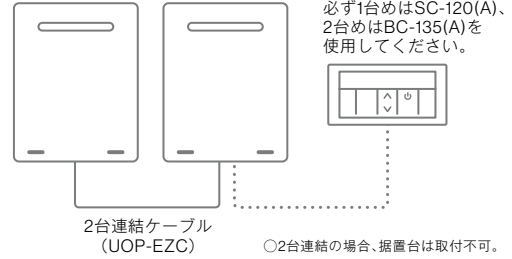 必ず1台めはSC-120(A)、
2台めはBC-135(A)を
使用してください。
2台連結ケーブル
（UOP-EZC）
○2台連結の場合、据置台は取付不可。